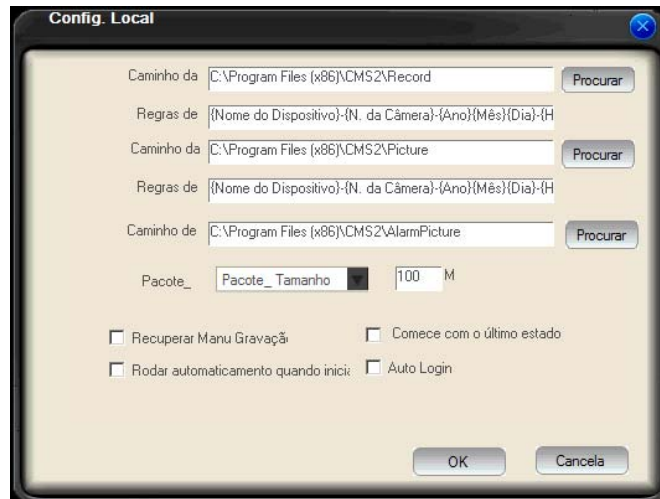 Config. Local
Caminho da C:\Program Files (x86)\CMS2\Record Procurar
Regras de {Nome do Dispositivo}-{N. da Câmera}-{Ano}{Mês}{Dia}-{H
Caminho da C:\Program Files (x86)\CMS2\Picture Procurar
Regras de {Nome do Dispositivo}-{N. da Câmera}-{Ano}{Mês}{Dia}-{H
Caminho de C:\Program Files (x86)\CMS2\AlarmPicture Procurar
Pacote_ Pacote_ Tamanho 100 M
Recuperar Manu Gravaçã Comece com o último estado
Rodar automaticamento quando inicia Auto Login
OK Cancela